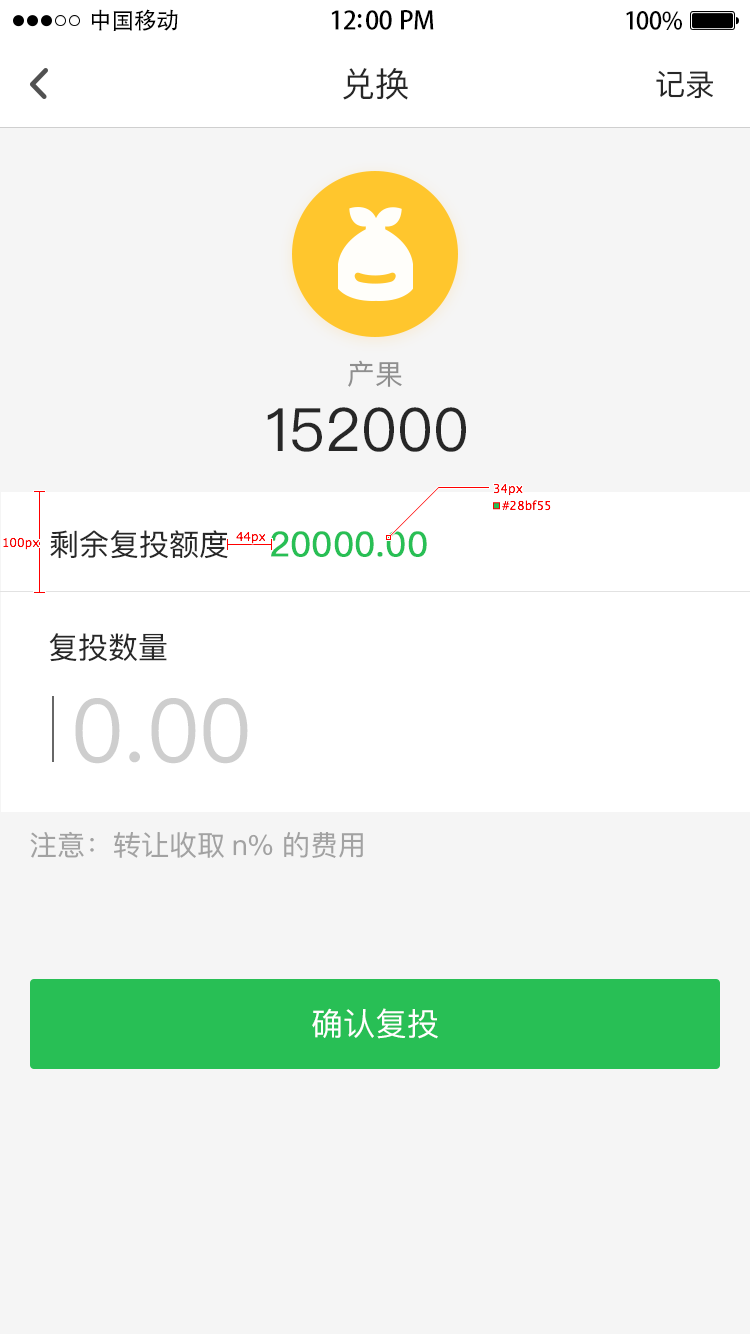 中国移动 12:00 PM 100%
兑换 记录
产果
152000
34px
#28bf55
100px 剩余复投额度 44px 20000.00
复投数量
0.00
注意：转让收取 n% 的费用
确认复投